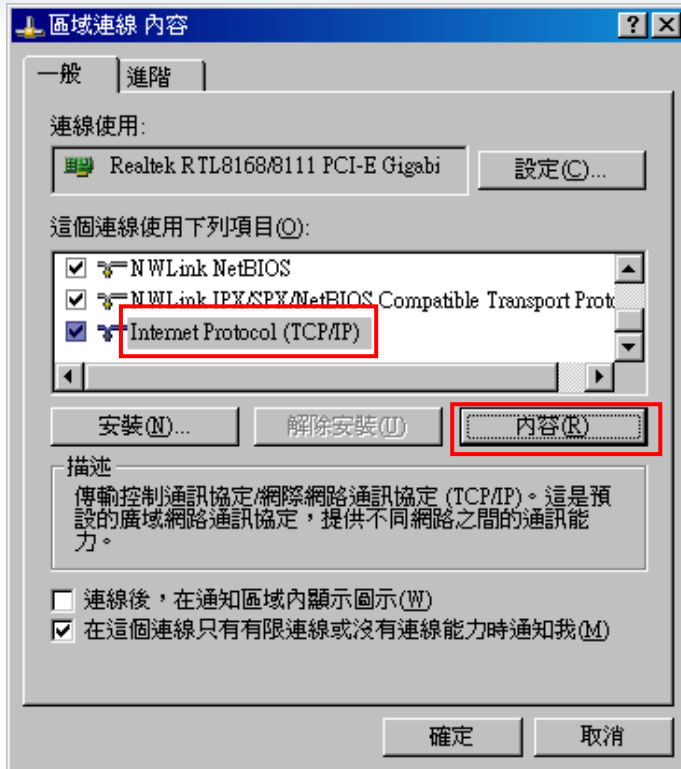 區域連線 內容
一般 進階
連線使用:
Realtek RTL8168/8111 PCI-E Gigabi 設定(C)...
這個連線使用下列項目(O):
NWLink NetBIOS
NWLink IPX/SPX/NetBIOS Compatible Transport Proto
Internet Protocol (TCP/IP)
安裝(N)... 解除安裝(U) 內容(R)
描述
傳輸控制通訊協定/網際網路通訊協定 (TCP/IP)。這是預
設的廣域網路通訊協定，提供不同網路之間的通訊能
力。
連線後，在通知區域內顯示圖示(W)
在這個連線只有有限連線或沒有連線能力時通知我(M)
確定 取消